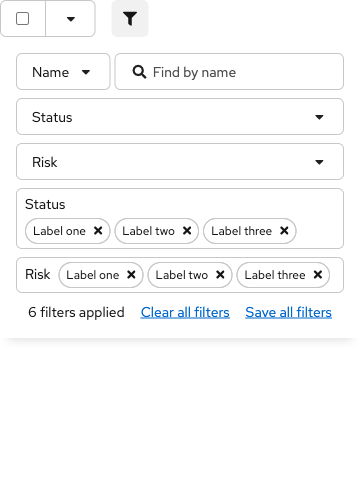 Name Find by name
Status
Risk
Status
Label one Label two Label three
Risk Label one Label two Label three
6 filters applied Clear all filters Save all filters